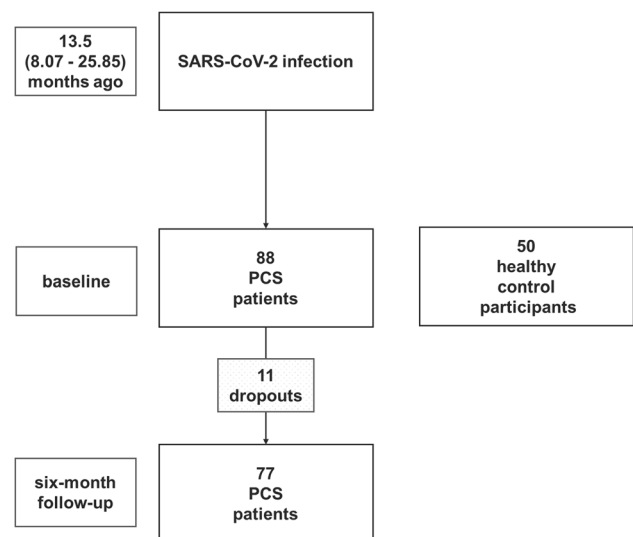 13.5
(8.07 - 25.85)
months ago
SARS-CoV-2 infection
baseline
88
PCS
patients
50
healthy
control
participants
11
dropouts
six-month
follow-up
77
PCS
patients